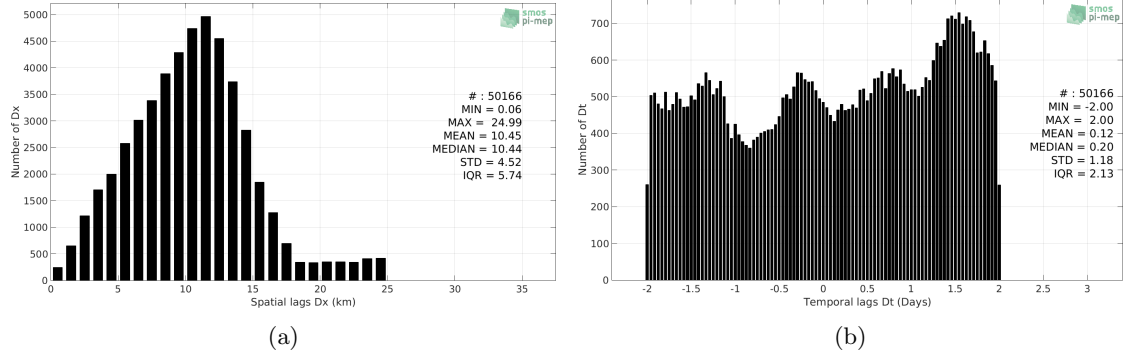 5000
4500
4000
3500
3000
2500
2000
1500
1000
500
0
Number of Dx
0 5 10 15 20 25 30 35
Spatial lags Dx (km)
smos
pi-mep
# : 50166
MIN = 0.06
MAX = 24.99
MEAN = 10.45
MEDIAN = 10.44
STD = 4.52
IQR = 5.74
(a)
700
600
500
400
300
200
100
0
Number of Dt
-2 -1.5 -1 -0.5 0 0.5 1 1.5 2 2.5 3
Temporal lags Dt (Days)
smos
pi-mep
# : 50166
MIN = -2.00
MAX = 2.00
MEAN = 0.12
MEDIAN = 0.20
STD = 1.18
IQR = 2.13
(b)